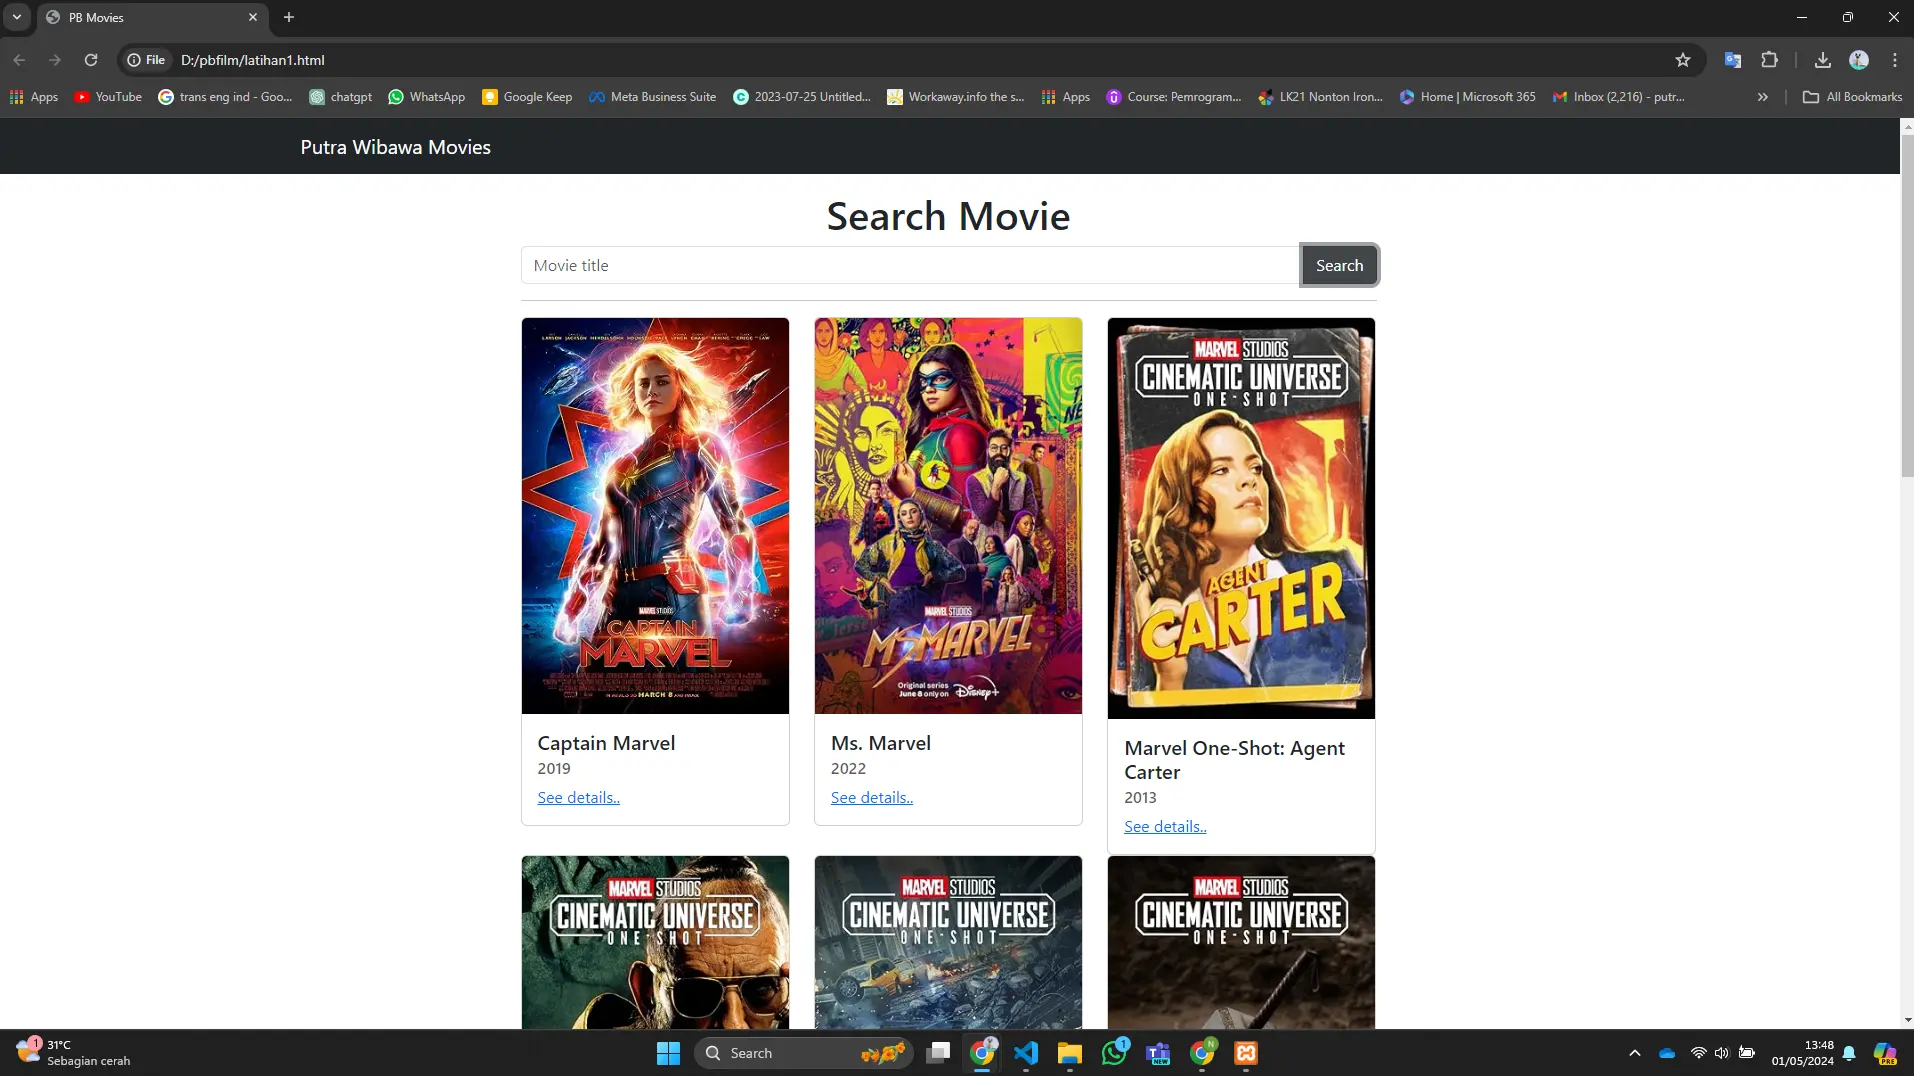 PB Movies
File
D:/pbfilm/latihan1.html
Apps
YouTube
trans eng ind - Goo...
chatgpt
WhatsApp
Google Keep
Meta Business Suite
2023-07-25 Untitled...
Workaway.info the s...
Apps
Course: Pemrogram...
LK21 Nonton Iron...
Home | Microsoft 365
Inbox (2,216) - putr...
All Bookmarks
Putra Wibawa Movies
Search Movie
Movie title
Search
MARVEL STUDIOS
CAPTAIN
MARVEL
MARCH 8
MARVEL STUDIOS
MS MARVEL
Original series
June 8 only on
Disney+
MARVEL STUDIOS
CINEMATIC UNIVERSE
ONE-SHOT
AGENT
CARTER
Captain Marvel
2019
See details..
Ms. Marvel
2022
See details..
Marvel One-Shot: Agent
Carter
2013
See details..
MARVEL STUDIOS
CINEMATIC UNIVERSE
ONE-SHOT
MARVEL STUDIOS
CINEMATIC UNIVERSE
ONE-SHOT
MARVEL STUDIOS
CINEMATIC UNIVERSE
ONE-SHOT
1
31°C
Sebagian cerah
Search
1
NEW
N
13:48
01/05/2024
PRE